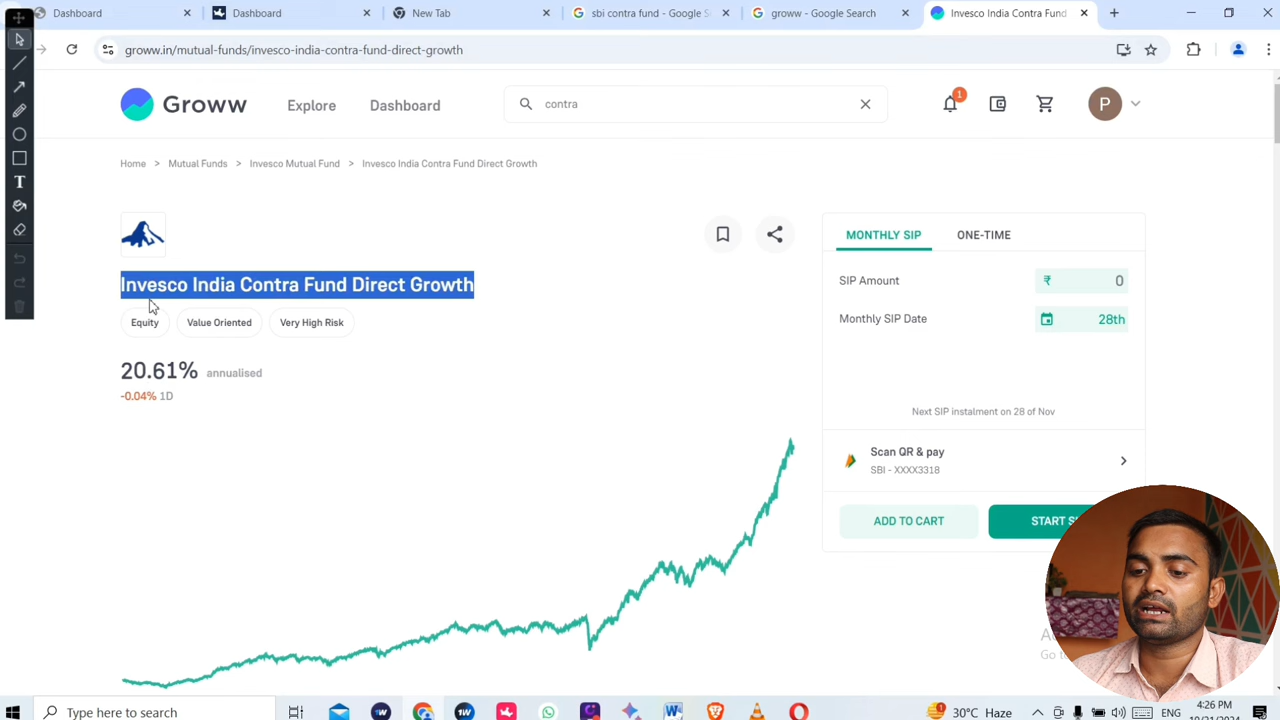 Dashboard
Dashboard
New Tab
sbi contra fund - Google
groww - Google Search
Invesco India Contra Fund
groww.in/mutual-funds/invesco-india-contra-fund-direct-growth
Groww
Explore
Dashboard
contra
1
P
Home > Mutual Funds > Invesco Mutual Fund > Invesco India Contra Fund Direct Growth
MONTHLY SIP
ONE-TIME
Invesco India Contra Fund Direct Growth
SIP Amount
₹ 0
Equity
Value Oriented
Very High Risk
Monthly SIP Date
28th
20.61% annualised
-0.04% 1D
Next SIP instalment on 28 of Nov
Scan QR & pay
SBI - XXXX3318
ADD TO CART
START
Go to
T
Type here to search
30°C Haze
4:26 PM